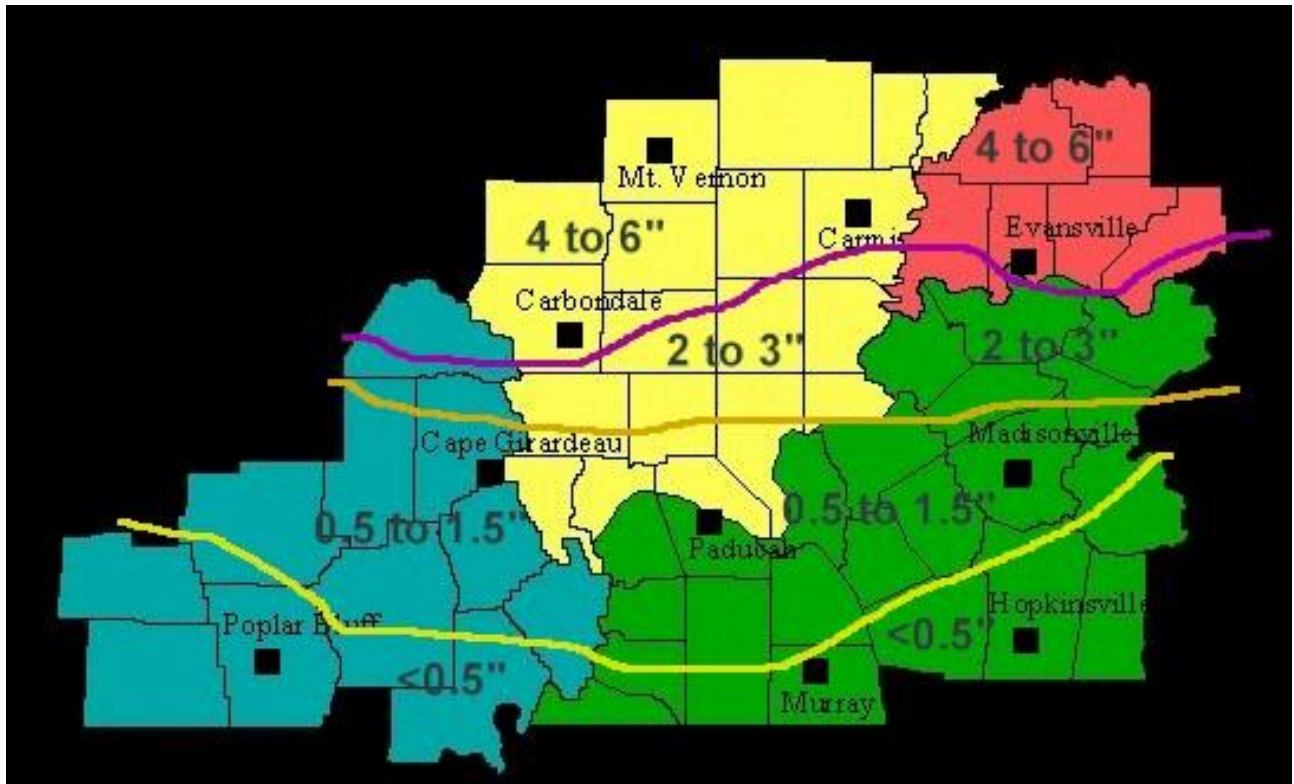 4 to 6"
Mt. Vernon
Carmi
Evansville
4 to 6"
Carbondale
2 to 3"
2 to 3"
Cape Girardeau
Madisonville
0.5 to 1.5"
0.5 to 1.5"
Paducah
Poplar Bluff
Hopkinsville
<0.5"
<0.5"
Murray